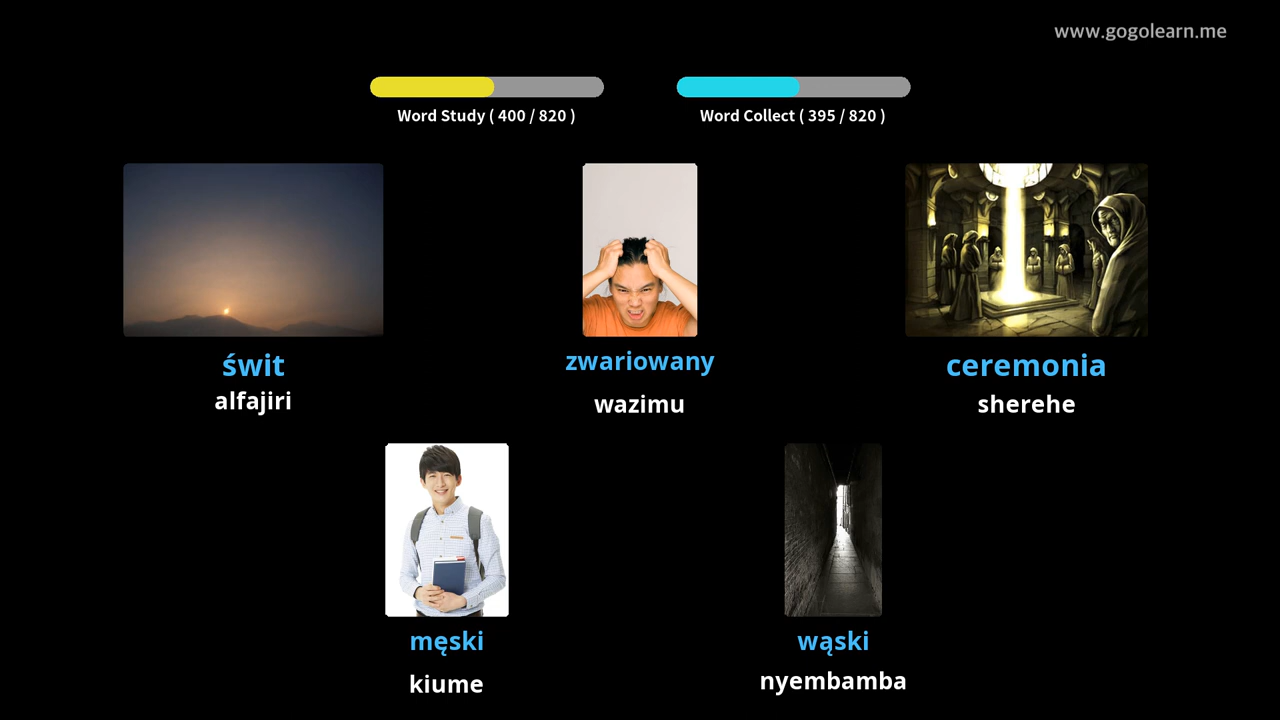 www.gogolearn.me
Word Study ( 400 / 820 )
Word Collect ( 395 / 820 )
świt
alfajiri
zwariowany
wazimu
ceremonia
sherehe
męski
kiume
wąski
nyembamba